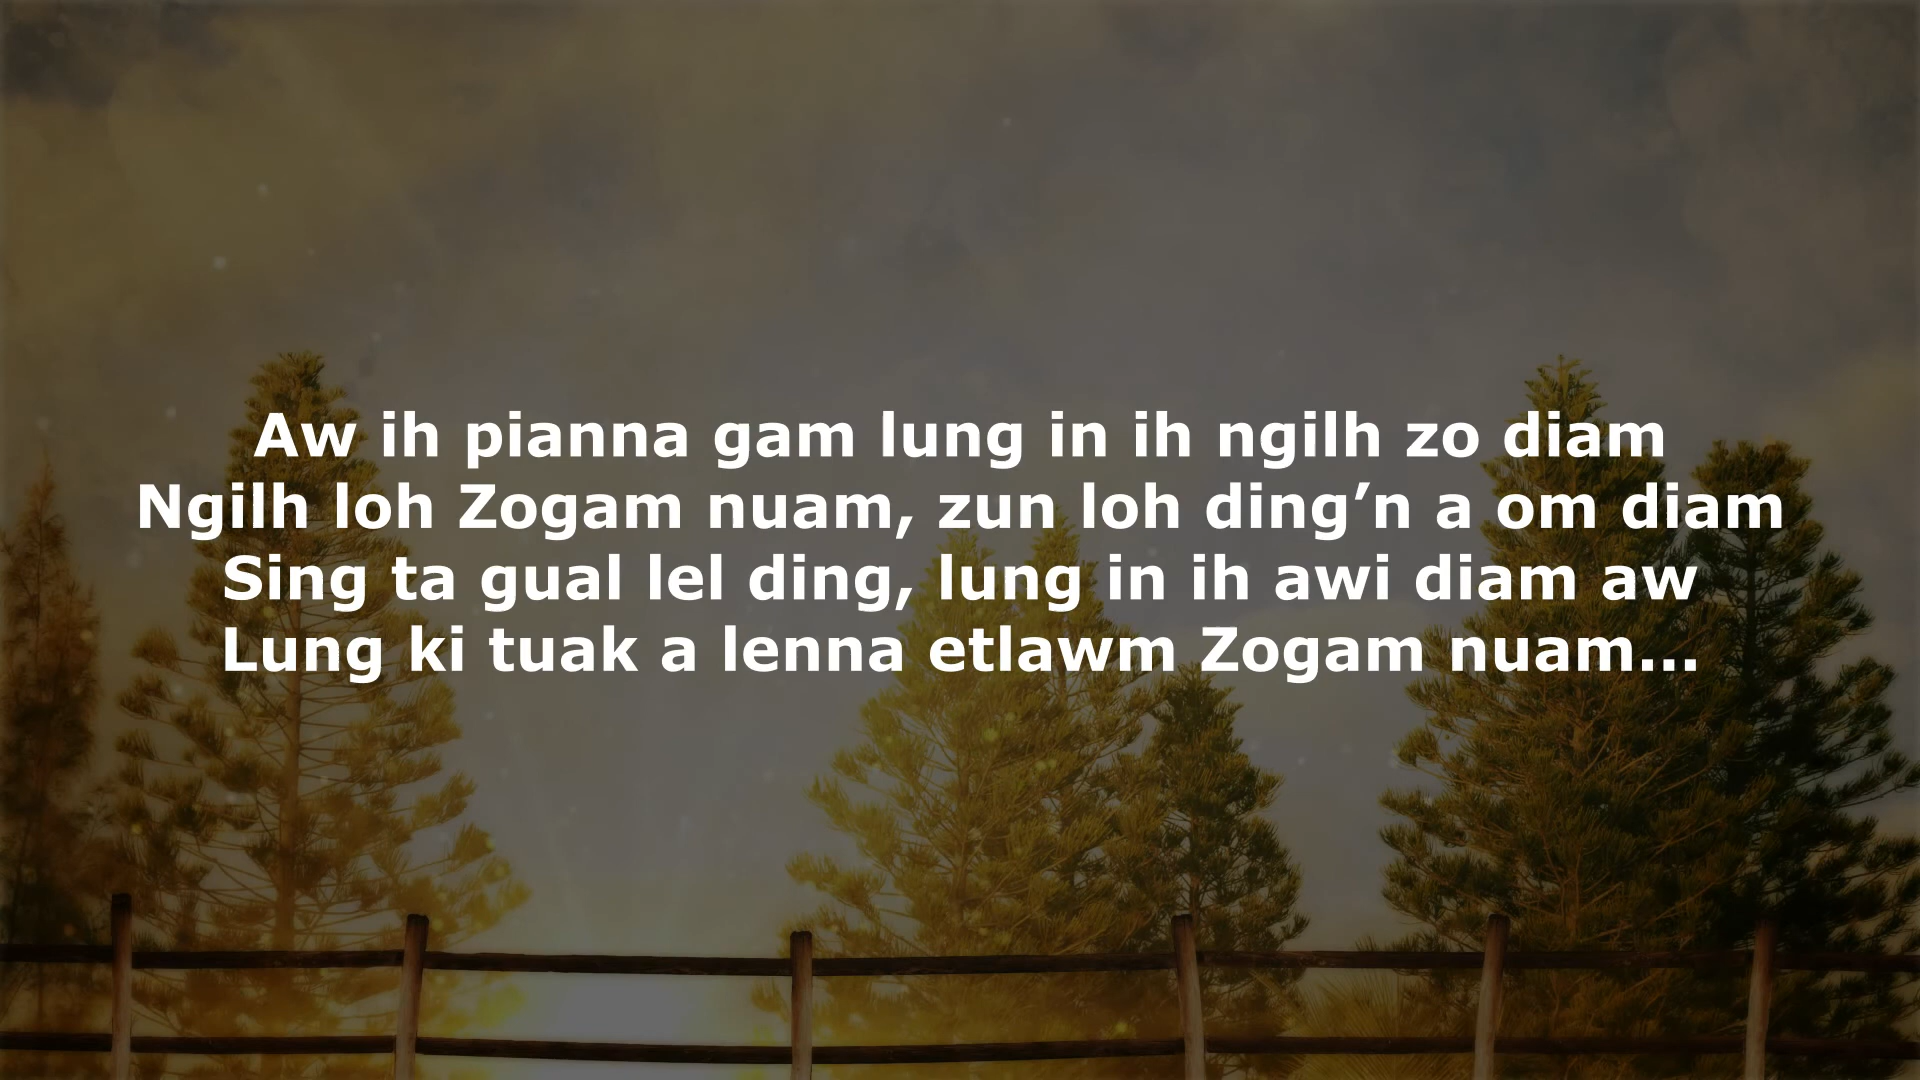 Aw ih pianna gam lung in ih ngilh zo diam
Ngilh loh Zogam nuam, zun loh ding’n a om diam
Sing ta gual lel ding, lung in ih awi diam aw
Lung ki tuak a lenna etlawm Zogam nuam...